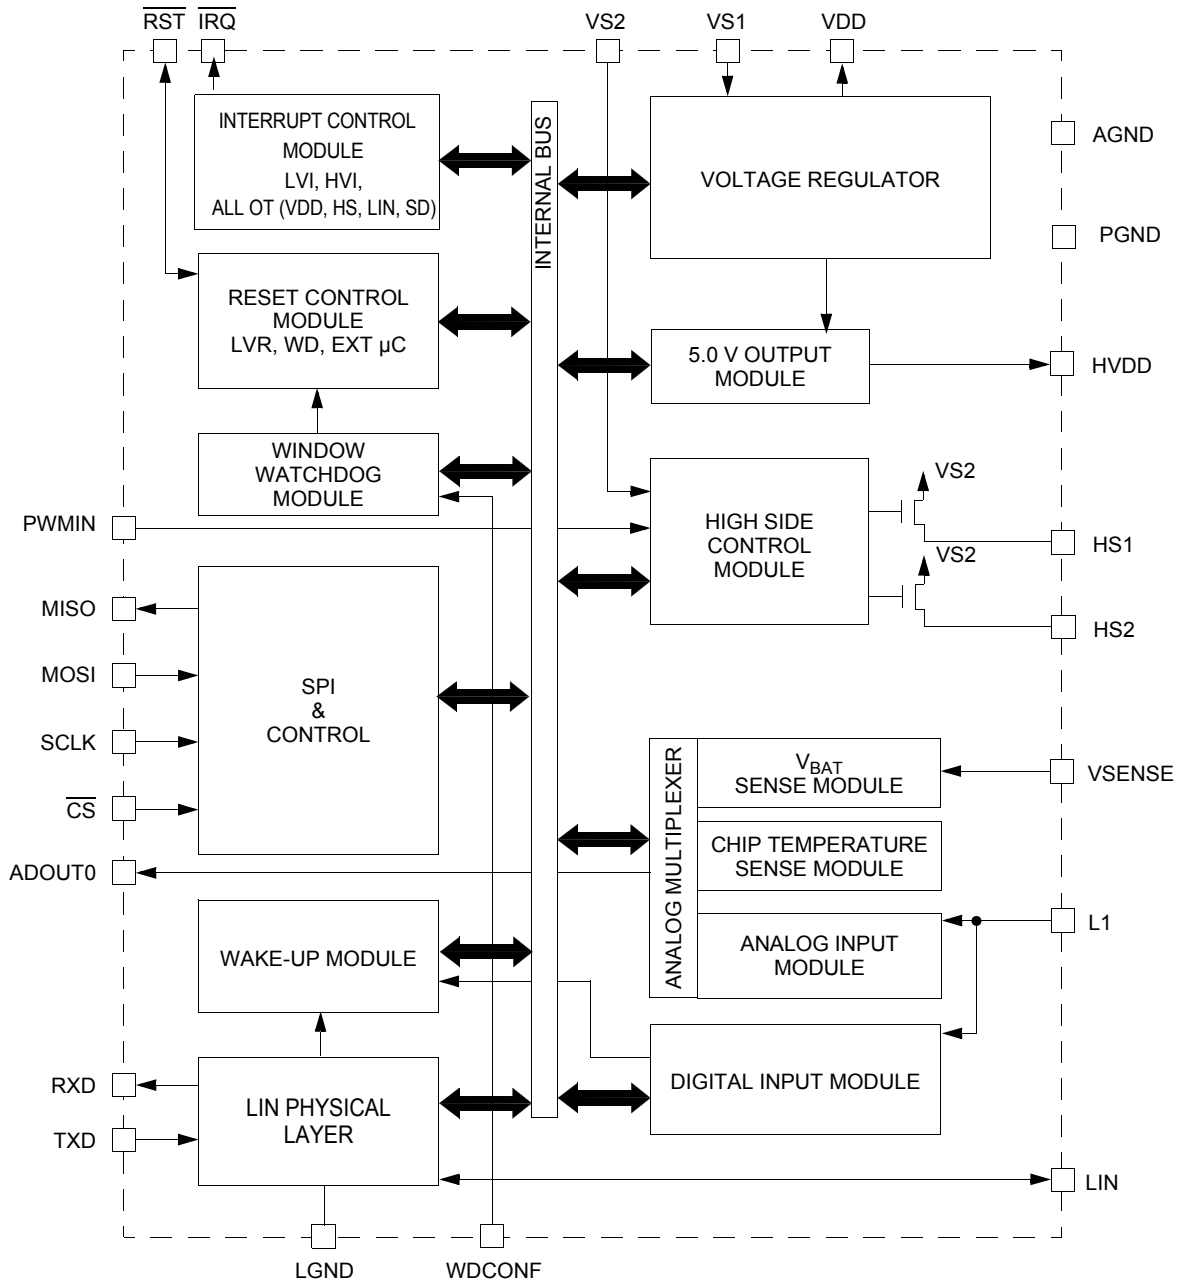 RST IRQ VS2 VS1 VDD
INTERRUPT CONTROL
MODULE
LVI, HVI,
ALL OT (VDD, HS, LIN, SD)
INTERNAL BUS
VOLTAGE REGULATOR
AGND
PGND
RESET CONTROL
MODULE
LVR, WD, EXT µC
5.0 V OUTPUT
MODULE
HVDD
WINDOW
WATCHDOG
MODULE
PWMIN
HIGH SIDE
CONTROL
MODULE
VS2
HS1
VS2
HS2
MISO
MOSI
SCLK
CS
SPI
&
CONTROL
ADOUT0
ANALOG MULTIPLEXER
VBAT
SENSE MODULE
VSENSE
CHIP TEMPERATURE
SENSE MODULE
ANALOG INPUT
MODULE
L1
WAKE-UP MODULE
DIGITAL INPUT MODULE
RXD
TXD
LIN PHYSICAL
LAYER
LIN
LGND WDCONF